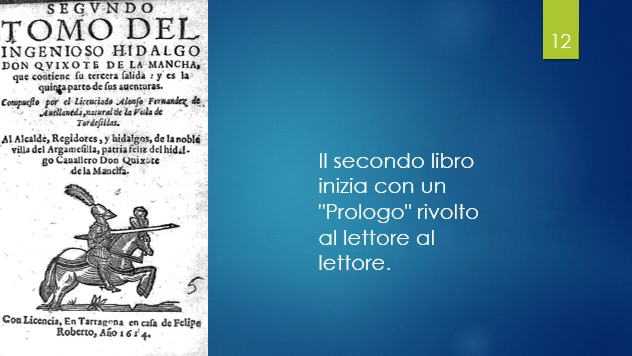 SEGVNDO
TOMO DEL
INGENIOSO HIDALGO
DON QVIXOTE DE LA MANCHA,
que contiene su tercera salida : y es la
quinta parte de sus auenturas.
Compuesto por el Licenciado Alonso Fernandez de
Auellaneda, natural de la Villa de
Tordesillas.
Al Alcalde, Regidores, y hidalgos, de la noble
villa del Argamesilla, patria feliz del hidal-
go Cauallero Don Quixote
de la Mancha.
5
Con Licencia, En Tarragona en casa de Felipe
Roberto, Año 1614.
12
Il secondo libro
inizia con un
"Prologo" rivolto
al lettore al
lettore.